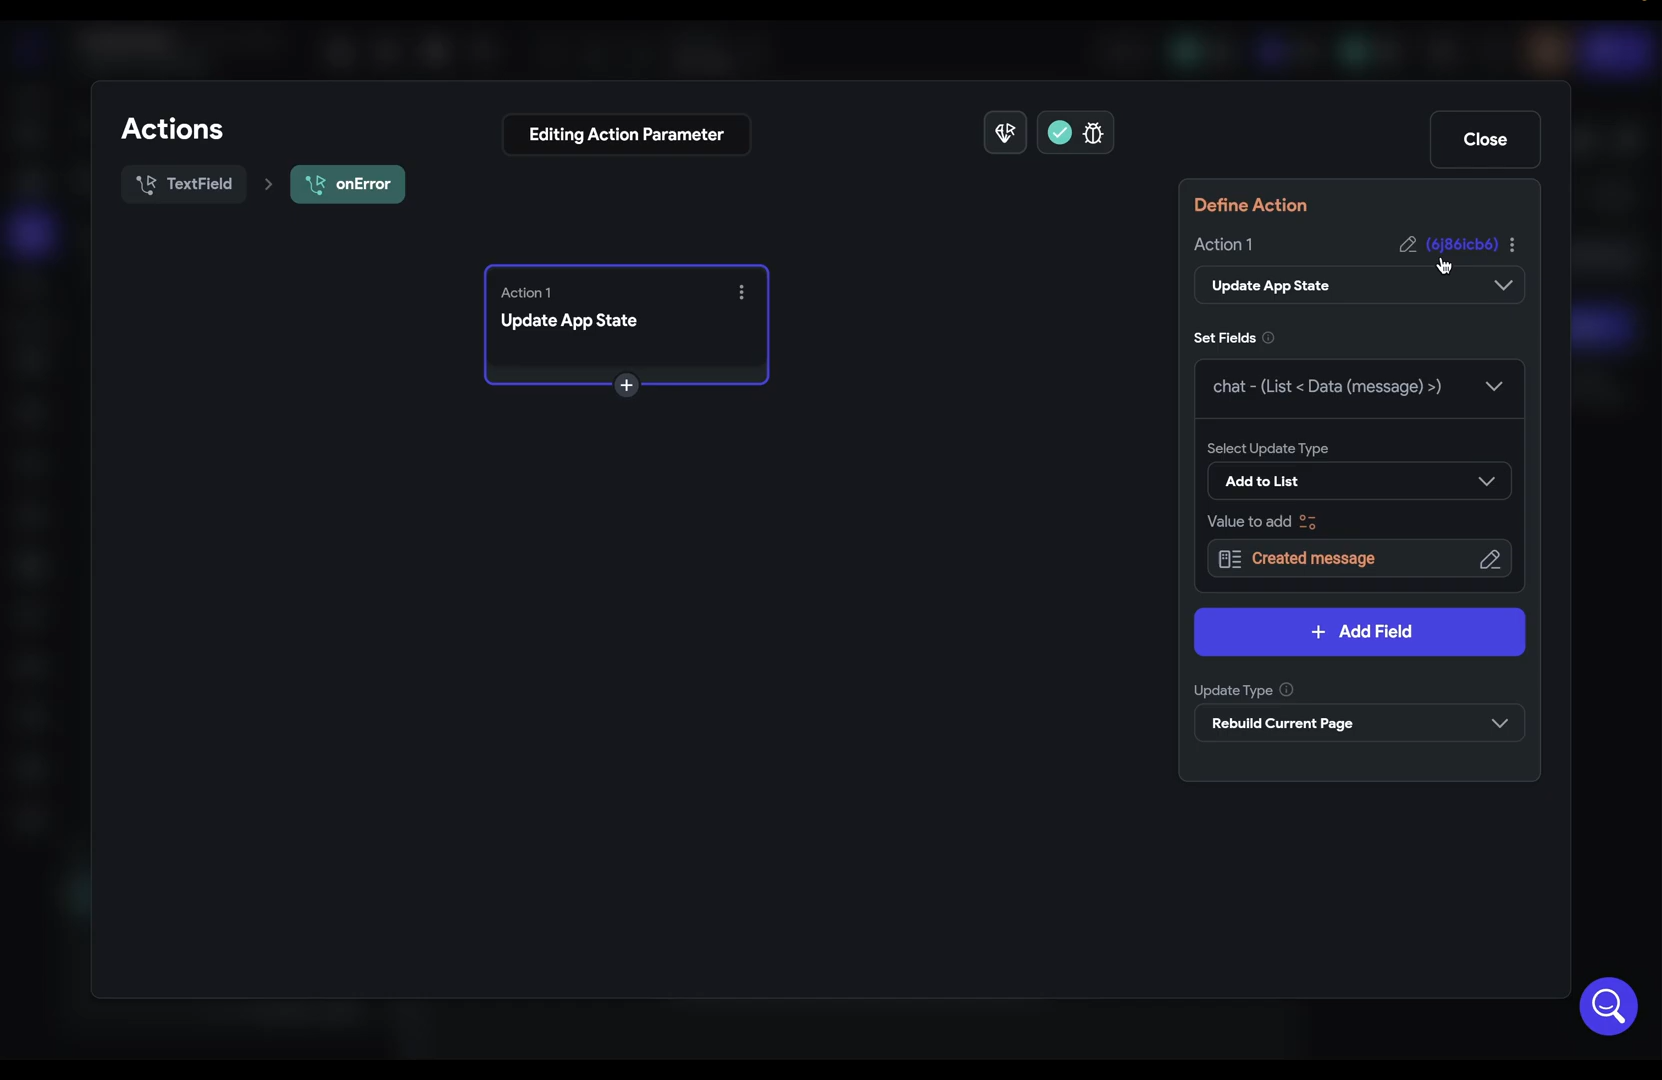 Actions
Editing Action Parameter
Close
TextField
onError
Define Action
Action 1
(6j86icb6)
Update App State
Action 1
Update App State
Set Fields
chat - (List < Data (message) >)
Select Update Type
Add to List
Value to add
Created message
+ Add Field
Update Type
Rebuild Current Page